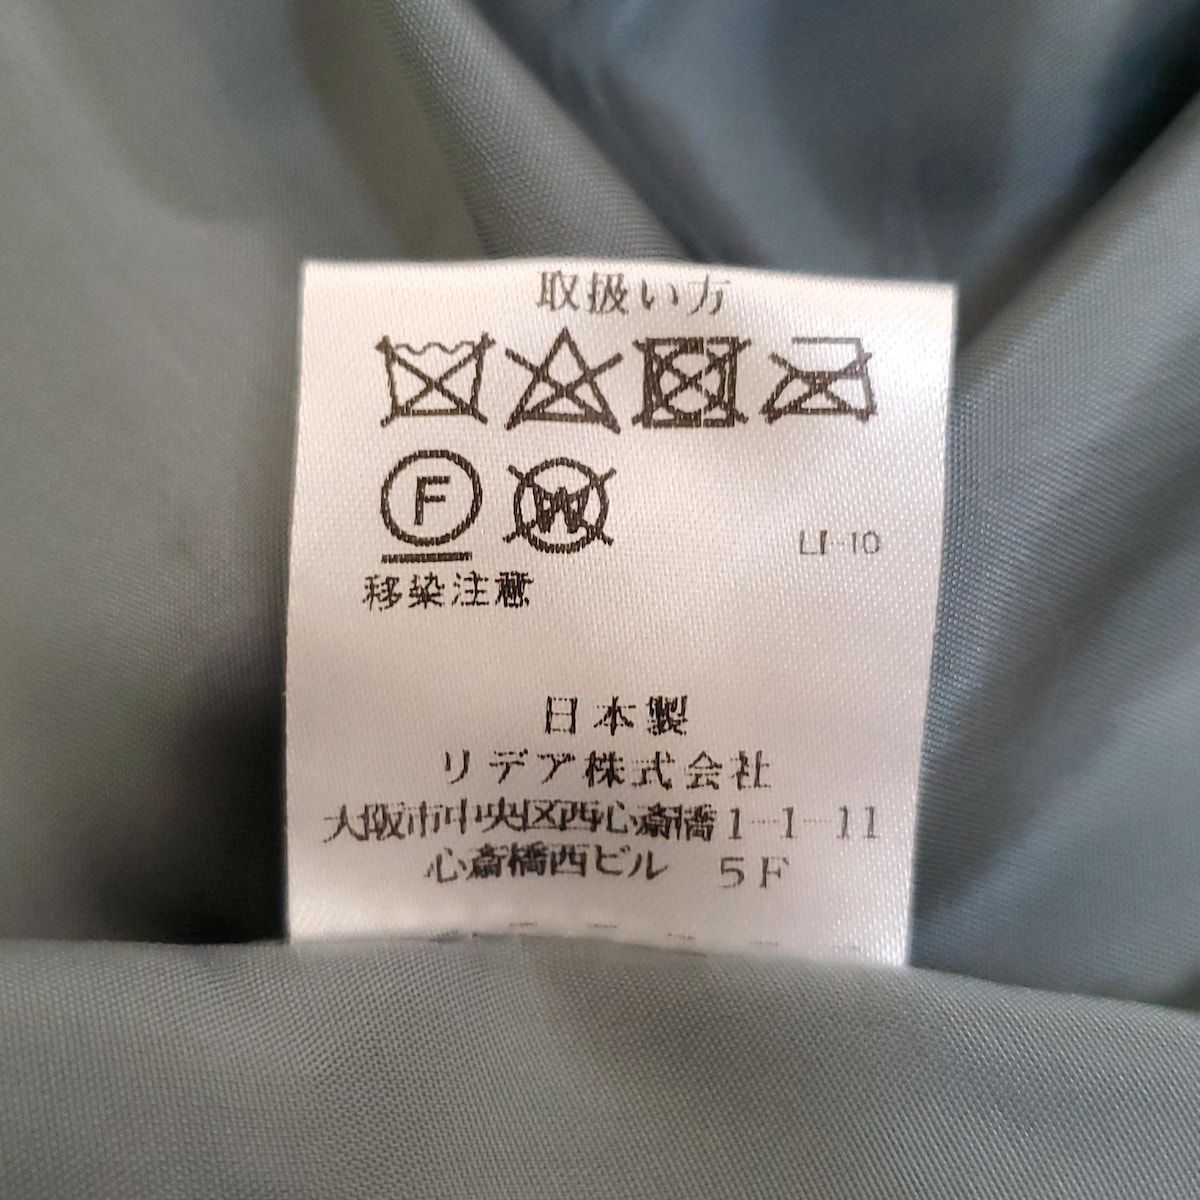 取扱い方
F W
LI-10
移染注意
日本製
リデア株式会社
大阪市中央区西心斎橋1-1-11
心斎橋西ビル 5F